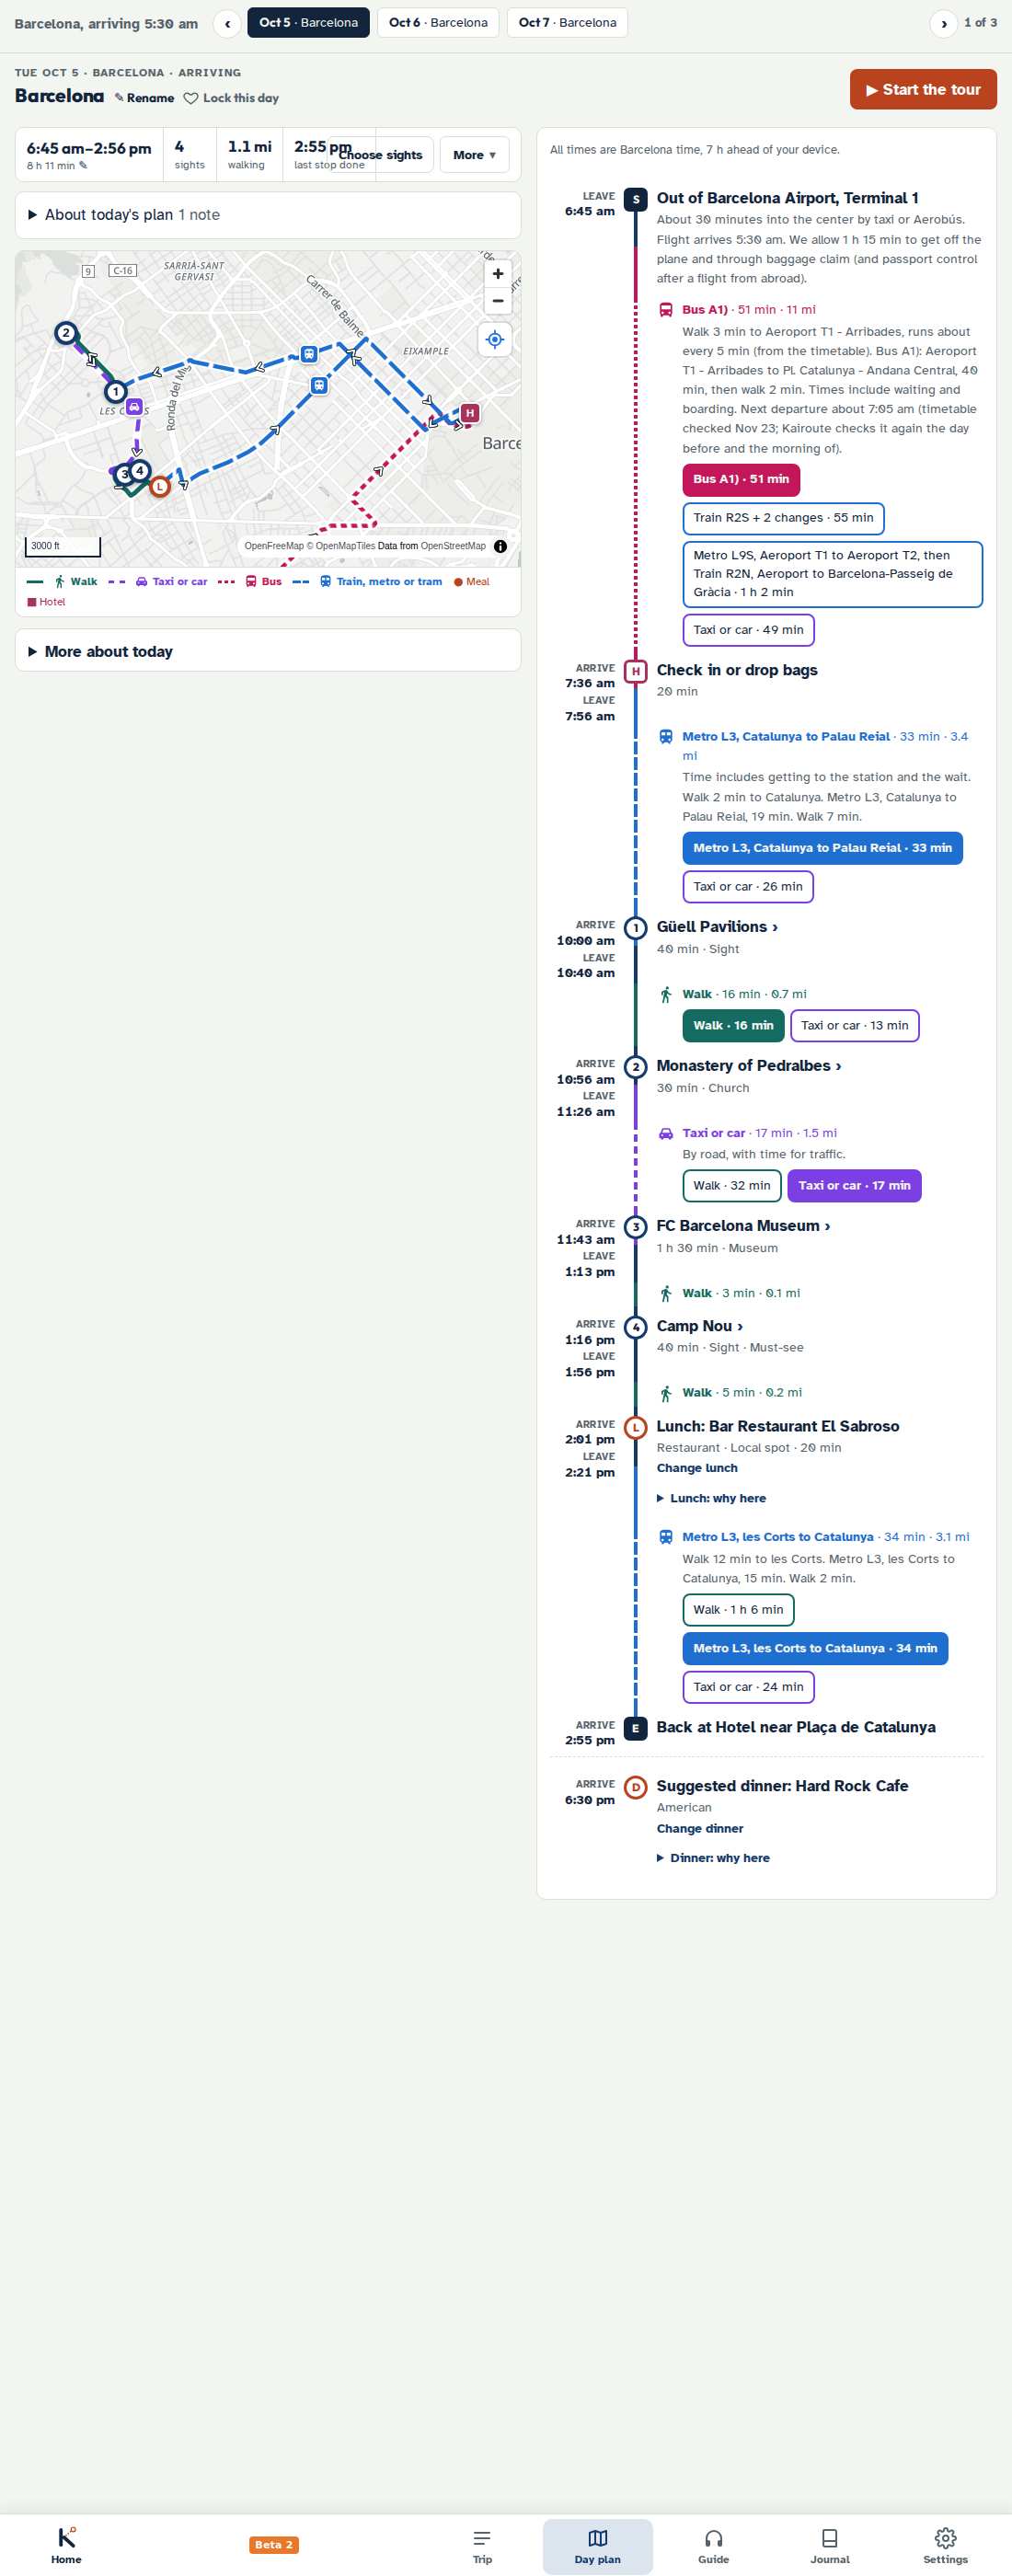 Barcelona, arriving 5:30 am
‹
Oct 5 · Barcelona
Oct 6 · Barcelona
Oct 7 · Barcelona
›
1 of 3
TUE OCT 5 · BARCELONA · ARRIVING
Barcelona
✎ Rename
Lock this day
▶ Start the tour
6:45 am–2:56 pm
8 h 11 min ✎
4
sights
1.1 mi
walking
2:55 pm
last stop done
Choose sights
More ▾
▶ About today's plan 1 note
9
C-16
SARRIÀ-SANT
GERVASI
Carrer de Balme
EIXAMPLE
Ronda del Mig
LES C S
Barce
+
−
1
2
3
4
L
H
3000 ft
OpenFreeMap © OpenMapTiles Data from OpenStreetMap
Walk
Taxi or car
Bus
Train, metro or tram
Meal
Hotel
▶ More about today
All times are Barcelona time, 7 h ahead of your device.
LEAVE
6:45 am
S
Out of Barcelona Airport, Terminal 1
About 30 minutes into the center by taxi or Aerobús.
Flight arrives 5:30 am. We allow 1 h 15 to get off the
plane and through baggage claim (and passport control
after a flight from abroad).
Bus A1) · 51 min · 11 mi
Walk 3 min to Aeroport T1 - Arribades, runs about
every 5 min (from the timetable). Bus A1): Aeroport
T1 - Arribades to Pl. Catalunya - Andana Central, 40
min, then walk 2 min. Times include waiting and
boarding. Next departure about 7:05 am (timetable
checked Nov 23; Kairoute checks it again the day
before and the morning of).
Bus A1) · 51 min
Train R2S + 2 changes · 55 min
Metro L9S, Aeroport T1 to Aeroport T2, then
Train R2N, Aeroport to Barcelona-Passeig de
Gràcia · 1 h 2 min
Taxi or car · 49 min
ARRIVE
7:36 am
LEAVE
7:56 am
H
Check in or drop bags
20 min
Metro L3, Catalunya to Palau Reial · 33 min · 3.4
mi
Time includes getting to the station and the wait.
Walk 2 min to Catalunya. Metro L3, Catalunya to
Palau Reial, 19 min. Walk 7 min.
Metro L3, Catalunya to Palau Reial · 33 min
Taxi or car · 26 min
ARRIVE
10:00 am
LEAVE
10:40 am
1
Güell Pavilions ›
40 min · Sight
Walk · 16 min · 0.7 mi
Walk · 16 min
Taxi or car · 13 min
ARRIVE
10:56 am
LEAVE
11:26 am
2
Monastery of Pedralbes ›
30 min · Church
Taxi or car · 17 min · 1.5 mi
By road, with time for traffic.
Walk · 32 min
Taxi or car · 17 min
ARRIVE
11:43 am
LEAVE
1:13 pm
3
FC Barcelona Museum ›
1 h 30 min · Museum
Walk · 3 min · 0.1 mi
ARRIVE
1:16 pm
LEAVE
1:56 pm
4
Camp Nou ›
40 min · Sight · Must-see
Walk · 5 min · 0.2 mi
ARRIVE
2:01 pm
LEAVE
2:21 pm
L
Lunch: Bar Restaurant El Sabroso
Restaurant · Local spot · 20 min
Change lunch
▶ Lunch: why here
Metro L3, les Corts to Catalunya · 34 min · 3.1 mi
Walk 12 min to les Corts. Metro L3, les Corts to
Catalunya, 15 min. Walk 2 min.
Walk · 1 h 6 min
Metro L3, les Corts to Catalunya · 34 min
Taxi or car · 24 min
ARRIVE
2:55 pm
E
Back at Hotel near Plaça de Catalunya
ARRIVE
6:30 pm
D
Suggested dinner: Hard Rock Cafe
American
Change dinner
▶ Dinner: why here
Home
Beta 2
Trip
Day plan
Guide
Journal
Settings